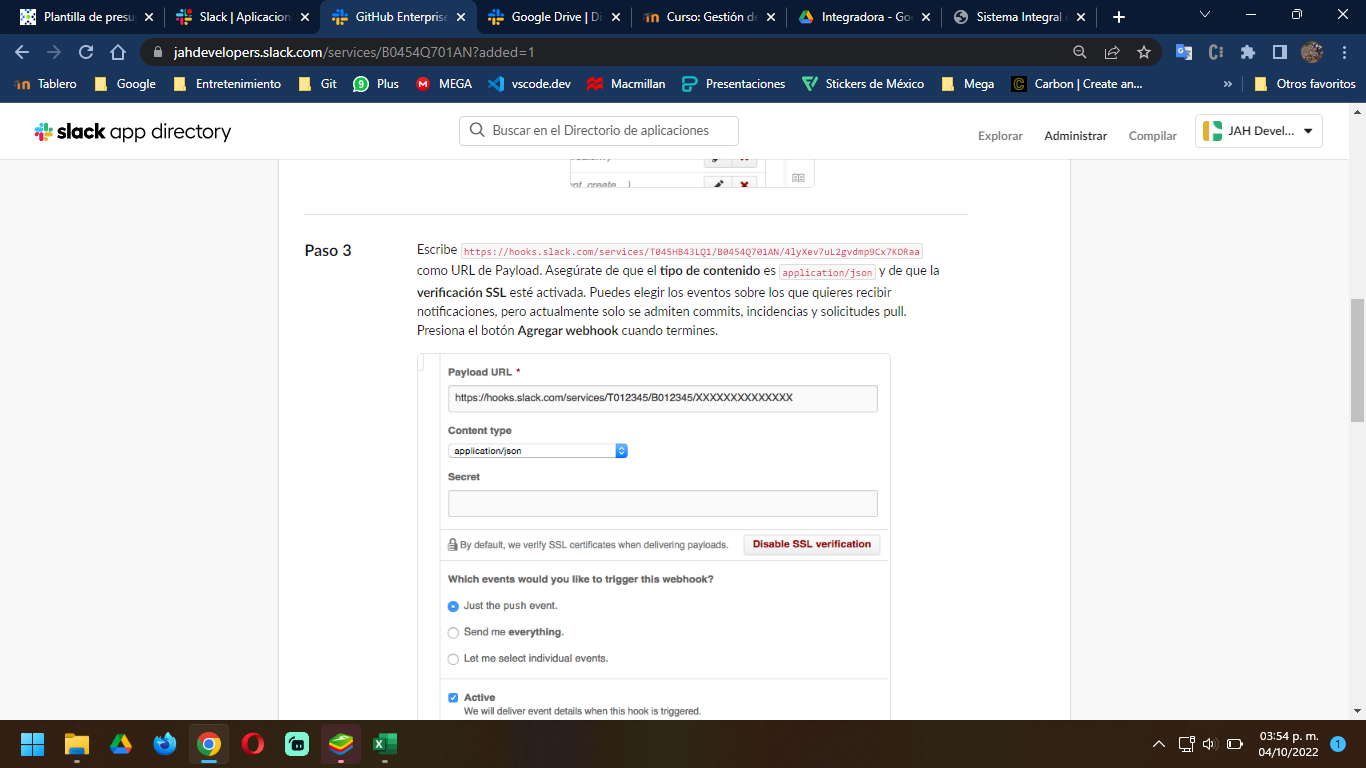 Plantilla de presu
Slack | Aplicacion
GitHub Enterprise
Google Drive | Di
Curso: Gestión de
Integradora - Goo
Sistema Integral
jahdevelopers.slack.com/services/B0454Q701AN?added=1
Tablero
Google
Entretenimiento
Git
Plus
MEGA
vscode.dev
Macmillan
Presentaciones
Stickers de México
Mega
Carbon | Create an...
»
Otros favoritos
slack app directory
Buscar en el Directorio de aplicaciones
Explorar
Administrar
Compilar
JAH Devel...
Paso 3
Escribe https://hooks.slack.com/services/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
como URL de Payload. Asegúrate de que el tipo de contenido es application/json y de que la
verificación SSL esté activada. Puedes elegir los eventos sobre los que quieres recibir
notificaciones, pero actualmente solo se admiten commits, incidencias y solicitudes pull.
Presiona el botón Agregar webhook cuando termines.
Payload URL *
https://hooks.slack.com/services/T012345/B012345/XXXXXXXXXXXXXX
Content type
application/json
Secret
By default, we verify SSL certificates when delivering payloads.
Disable SSL verification
Which events would you like to trigger this webhook?
Just the push event.
Send me everything.
Let me select individual events.
Active
We will deliver event details when this hook is triggered.
03:54 p. m.
04/10/2022
1